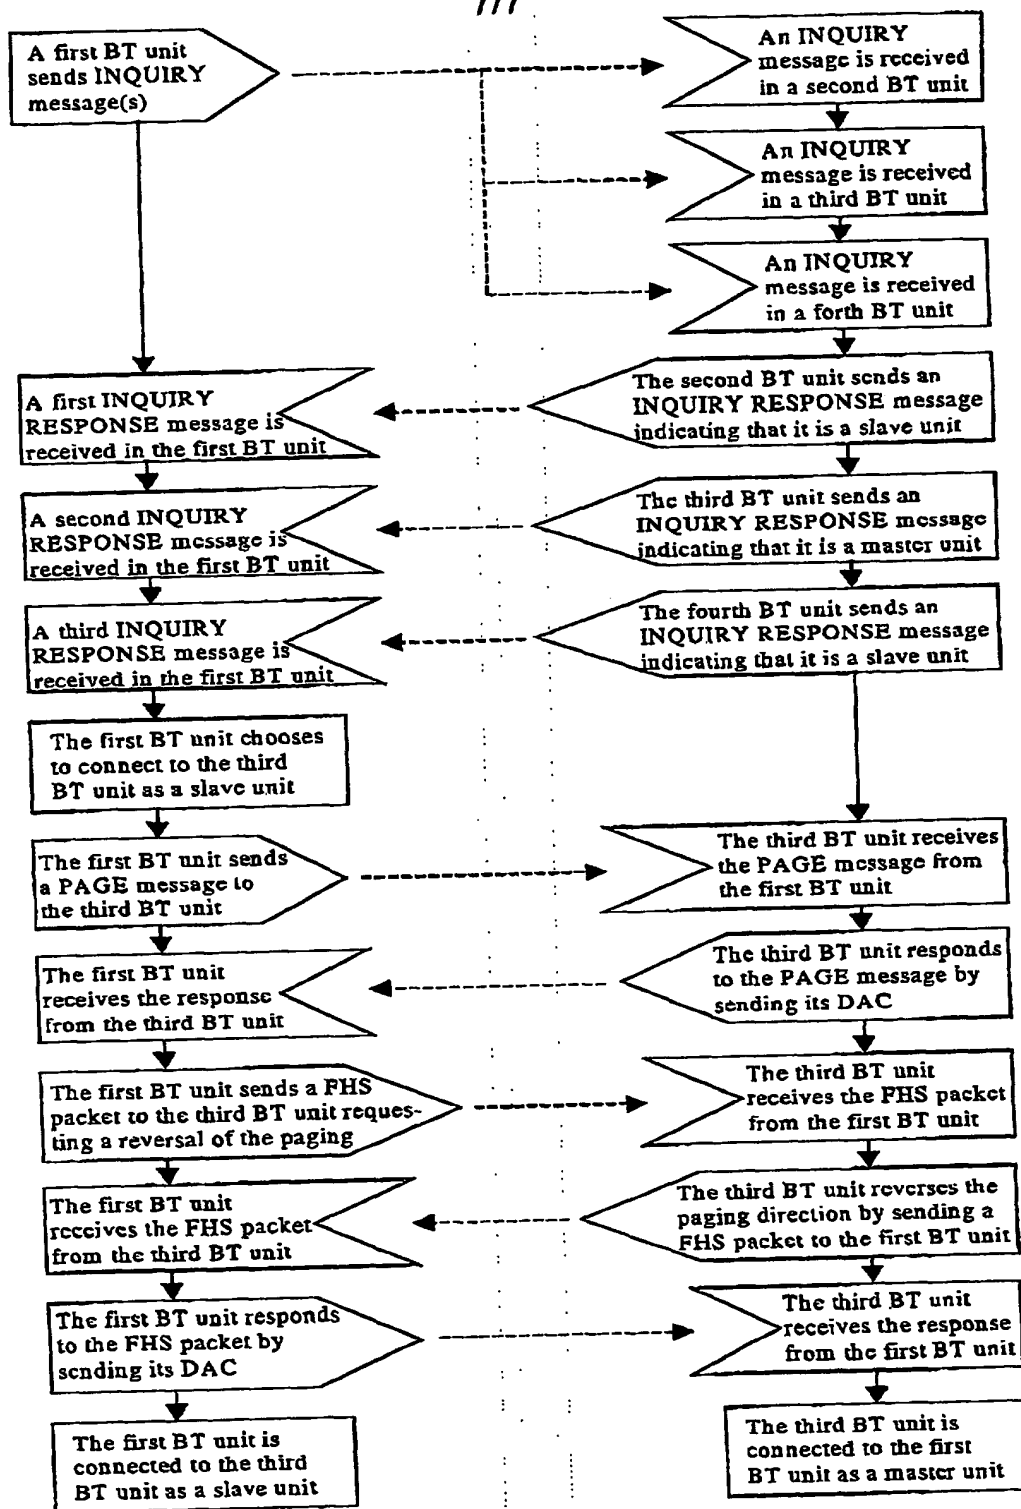 A first BT unit
sends INQUIRY
message(s)
An INQUIRY
message is received
in a second BT unit
An INQUIRY
message is received
in a third BT unit
An INQUIRY
message is received
in a forth BT unit
The second BT unit sends an
INQUIRY RESPONSE message
indicating that it is a slave unit
A first INQUIRY
RESPONSE message is
received in the first BT unit
The third BT unit sends an
INQUIRY RESPONSE message
indicating that it is a master unit
A second INQUIRY
RESPONSE message is
received in the first BT unit
The fourth BT unit sends an
INQUIRY RESPONSE message
indicating that it is a slave unit
A third INQUIRY
RESPONSE message is
received in the first BT unit
The first BT unit chooses
to connect to the third
BT unit as a slave unit
The first BT unit sends
a PAGE message to
the third BT unit
The third BT unit receives
the PAGE message from
the first BT unit
The third BT unit responds
to the PAGE message by
sending its DAC
The first BT unit
receives the response
from the third BT unit
The first BT unit sends a FHS
packet to the third BT unit reques-
ting a reversal of the paging
The third BT unit
receives the FHS packet
from the first BT unit
The third BT unit reverses the
paging direction by sending a
FHS packet to the first BT unit
The first BT unit
receives the FHS packet
from the third BT unit
The first BT unit responds
to the FHS packet by
sending its DAC
The third BT unit
receives the response
from the first BT unit
The first BT unit is
connected to the third
BT unit as a slave unit
The third BT unit is
connected to the first
BT unit as a master unit